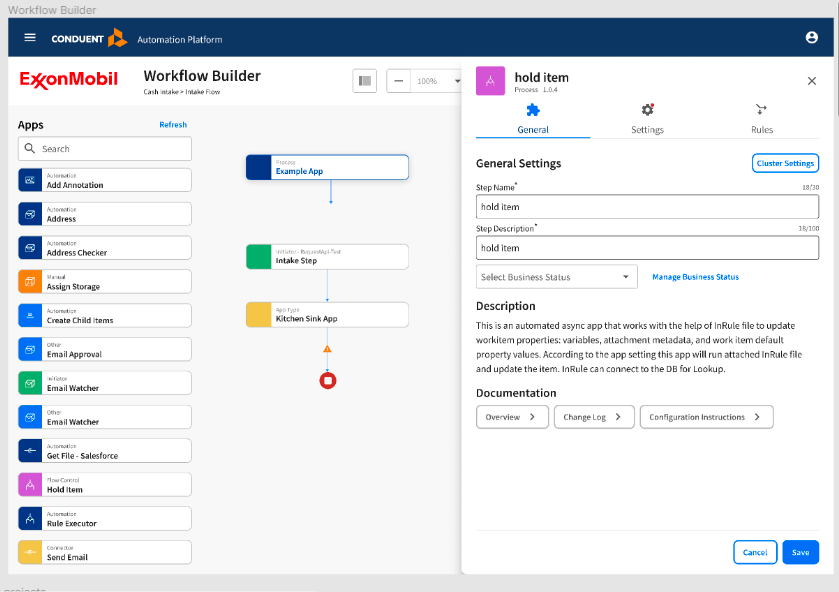 Workflow Builder
CONDUENT Automation Platform
ExxonMobil
Workflow Builder
Cash Intake > Intake Flow
100%
Apps
Refresh
Search
Automation
Add Annotation
Automation
Address
Automation
Address Checker
Manual
Assign Storage
Automation
Create Child Items
Other
Email Approval
Initiator
Email Watcher
Other
Email Watcher
Automation
Get File - Salesforce
Flow Control
Hold Item
Automation
Rule Executor
Connector
Send Email
Process
Example App
Initiator - RequestApi-Test
Intake Step
App Type
Kitchen Sink App
hold item
Process 1.0.4
General
Settings
Rules
General Settings
Cluster Settings
Step Name*
18/30
hold item
Step Description*
18/100
hold item
Select Business Status
Manage Business Status
Description
This is an automated async app that works with the help of InRule file to update
workitem properties: variables, attachment metadata, and work item default
property values. According to the app setting this app will run attached InRule file
and update the item. InRule can connect to the DB for Lookup.
Documentation
Overview >
Change Log >
Configuration Instructions >
Cancel
Save